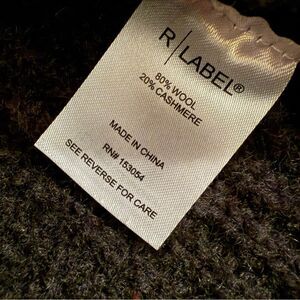 R|LABEL®
80% WOOL
20% CASHMERE
MADE IN CHINA
RN# 153054
SEE REVERSE FOR CARE